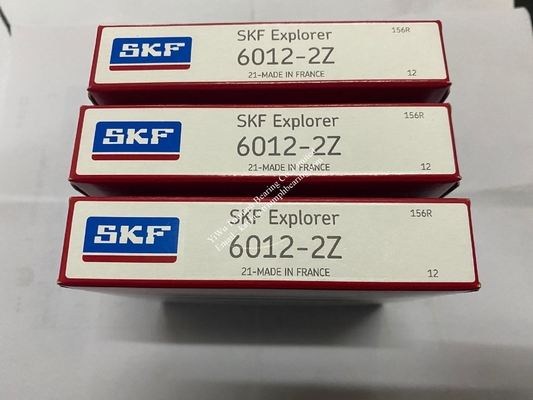 SKF
SKF Explorer
156R
6012-2Z
21-MADE IN FRANCE
12
SKF
SKF Explorer
156R
6012-2Z
21-MADE IN FRANCE
12
SKF
SKF Explorer
156R
6012-2Z
21-MADE IN FRANCE
12